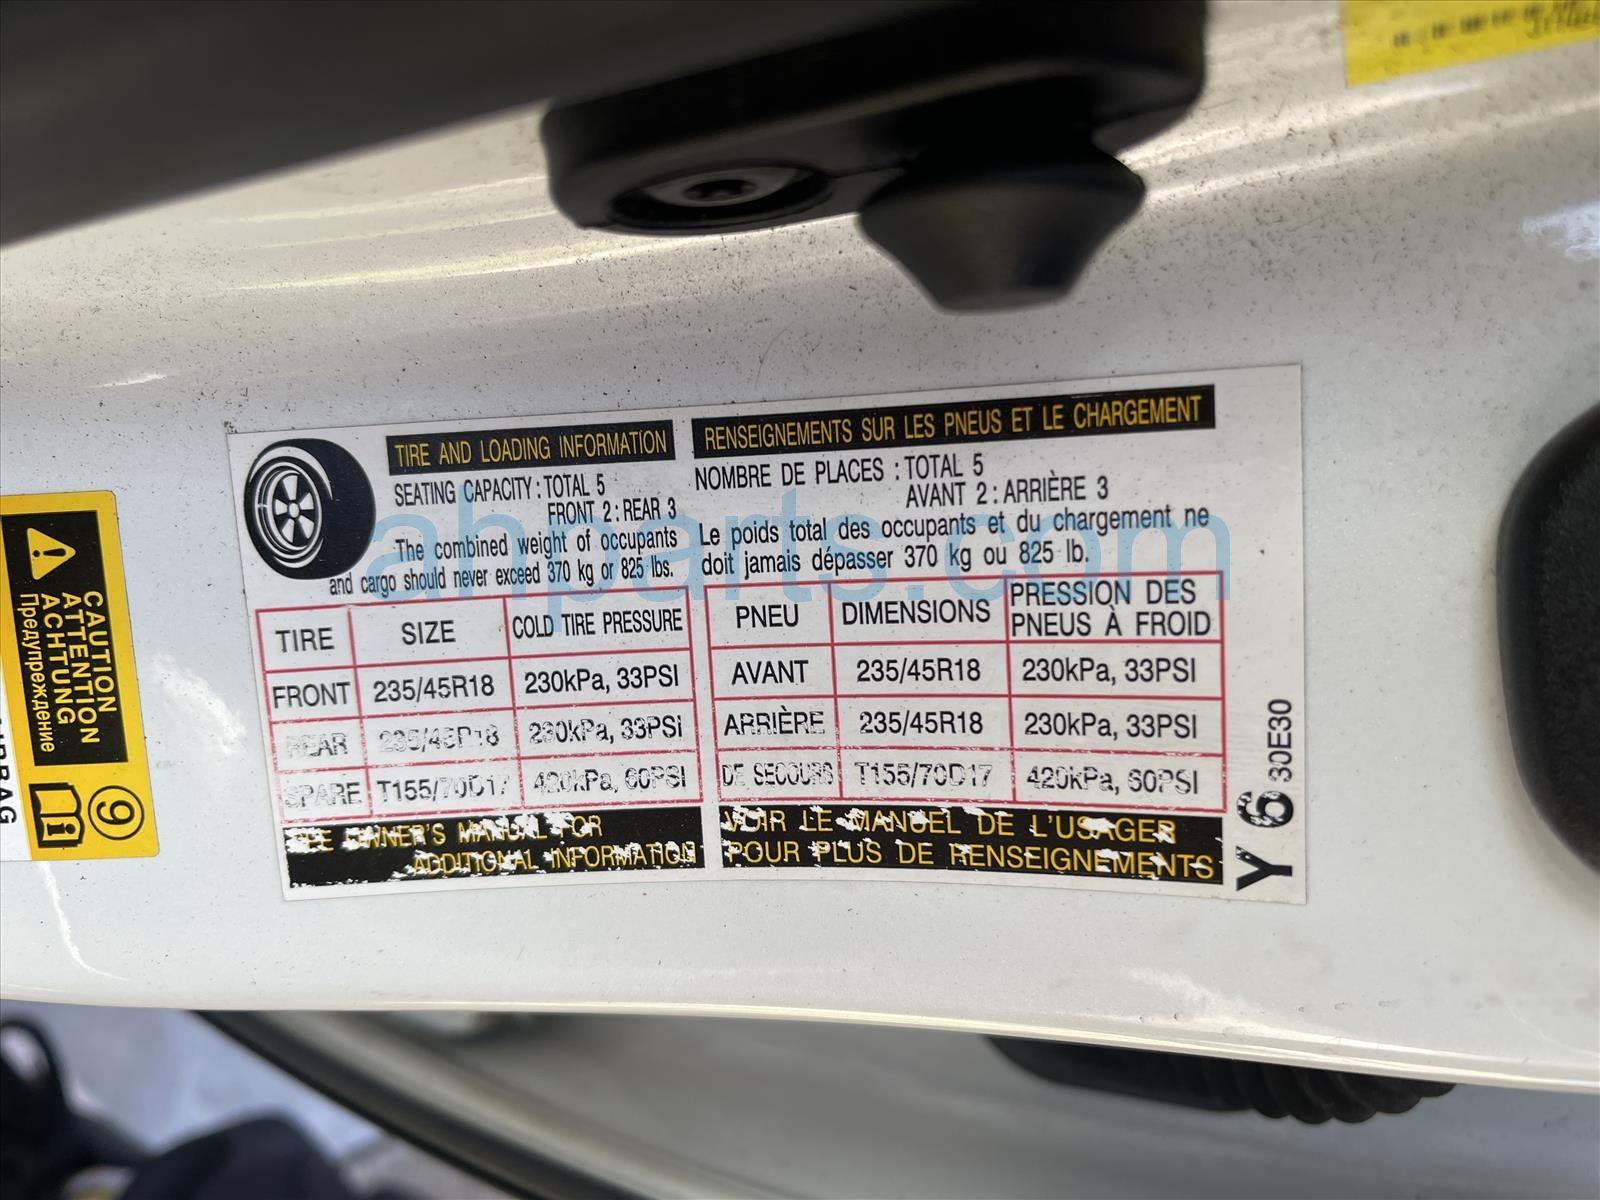 TIRE AND LOADING INFORMATION
SEATING CAPACITY : TOTAL 5
FRONT 2 : REAR 3
The combined weight of occupants
and cargo should never exceed 370 kg or 825 lbs.
TIRE SIZE COLD TIRE PRESSURE
FRONT 235/45R18 230kPa, 33PSI
REAR 235/45R18 230kPa, 33PSI
SPARE T155/70D17 420kPa, 60PSI
SEE OWNER'S MANUAL FOR
ADDITIONAL INFORMATION
RENSEIGNEMENTS SUR LES PNEUS ET LE CHARGEMENT
NOMBRE DE PLACES : TOTAL 5
AVANT 2 : ARRIÈRE 3
Le poids total des occupants et du chargement ne
doit jamais dépasser 370 kg ou 825 lb.
PNEU DIMENSIONS PRESSION DES
PNEUS À FROID
AVANT 235/45R18 230kPa, 33PSI
ARRIÈRE 235/45R18 230kPa, 33PSI
DE SECOURS T155/70D17 420kPa, 60PSI
VOIR LE MANUEL DE L'USAGER
POUR PLUS DE RENSEIGNEMENTS
Y6 30E30
CAUTION
ATTENTION
ACHTUNG
Предупреждение
9
ahparts.com